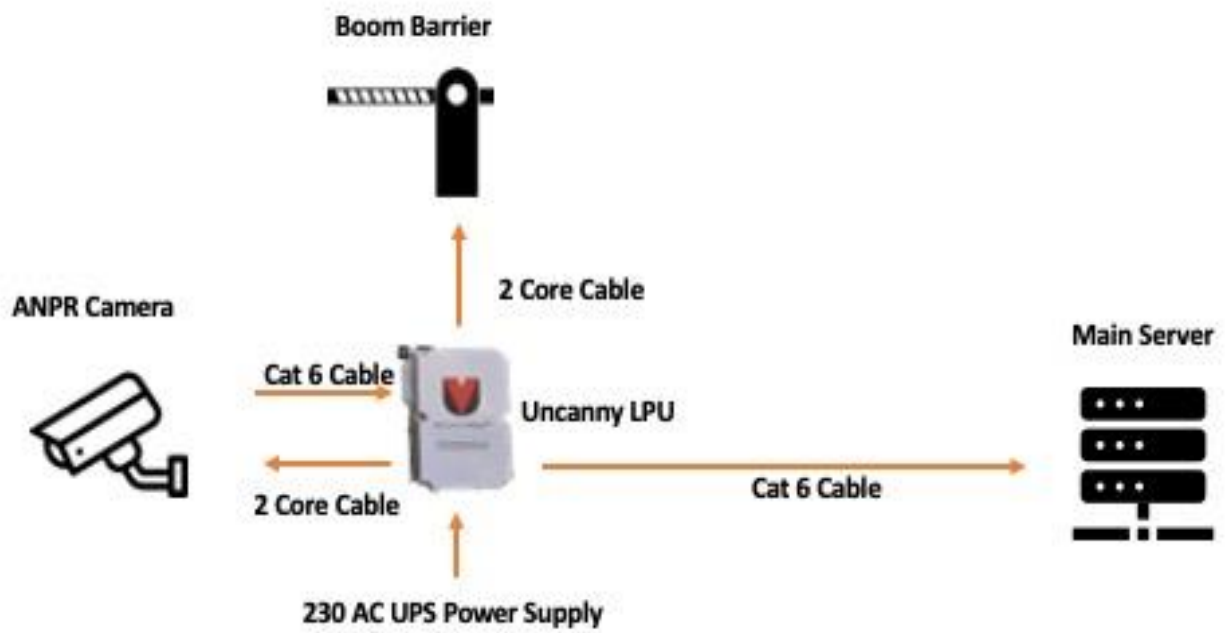 Boom Barrier
2 Core Cable
ANPR Camera
Main Server
Cat 6 Cable
Uncanny LPU
2 Core Cable
Cat 6 Cable
230 AC UPS Power Supply